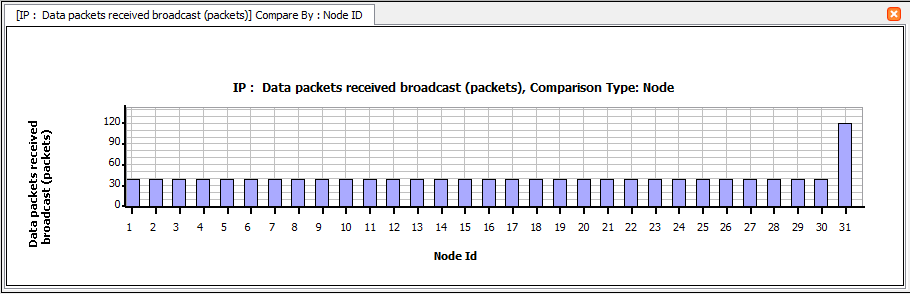 [IP :  Data packets received broadcast (packets)] Compare By : Node ID
IP :  Data packets received broadcast (packets), Comparison Type: Node
Data packets received
broadcast (packets)
120
90
60
30
0
1 2 3 4 5 6 7 8 9 10 11 12 13 14 15 16 17 18 19 20 21 22 23 24 25 26 27 28 29 30 31
Node Id